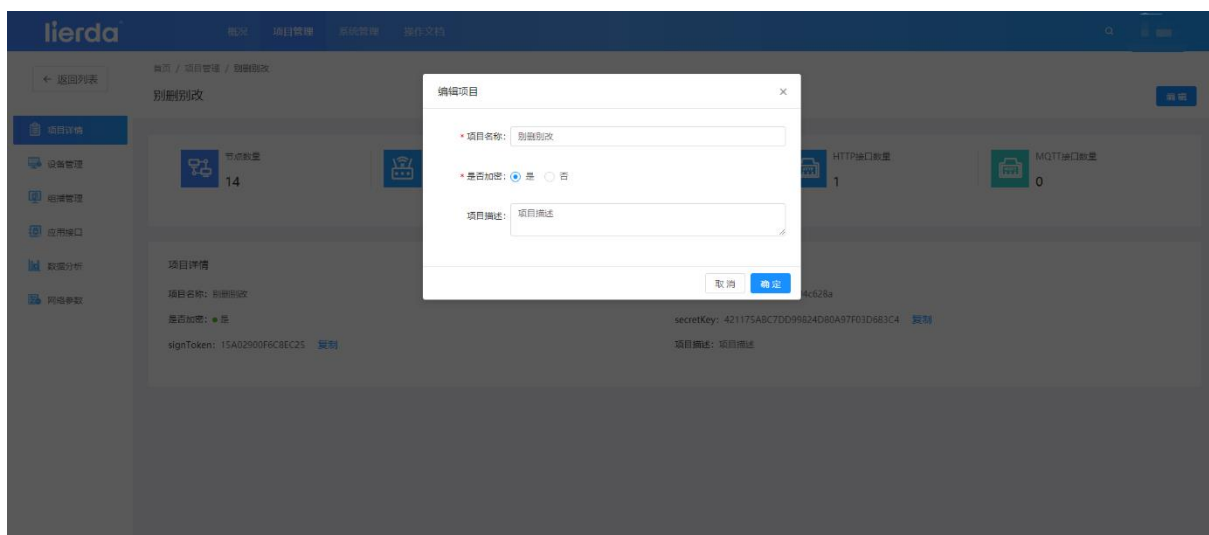 lierda
概况 项目管理 系统管理 操作文档
← 返回列表
首页 / 项目管理 / 别删别改
别删别改
编辑
项目详情
设备管理
组播管理
应用接口
数据分析
网络参数
节点数量
14
HTTP接口数量
1
MQTT接口数量
0
编辑项目
* 项目名称: 别删别改
* 是否加密: 是 否
项目描述: 项目描述
取消 确定
项目详情
项目名称: 别删别改
4c628a
是否加密: 是
secretKey: 421175A8C7DD99824D80A97F03D683C4 复制
signToken: 15A02900F6C8EC25 复制
项目描述: 项目描述